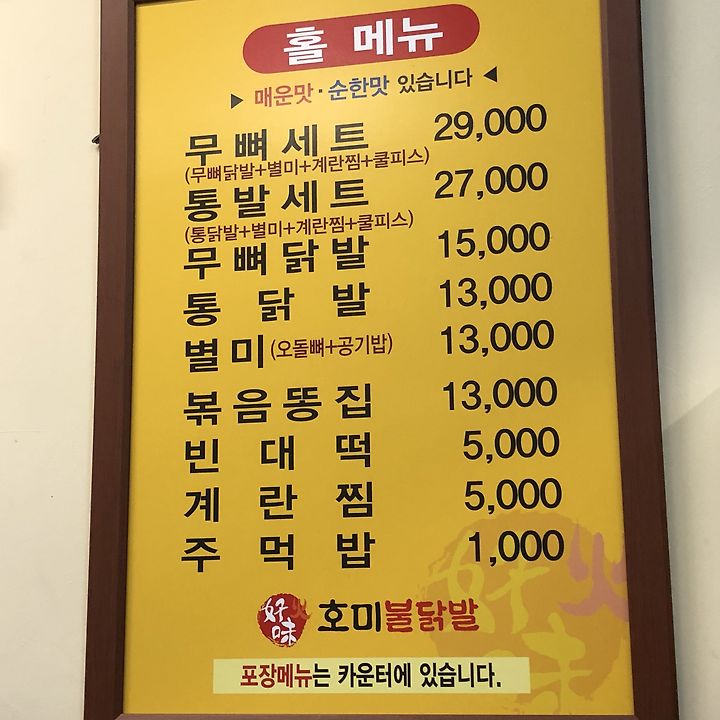 홀 메뉴
▶ 매운맛·순한맛 있습니다 ◀
무뼈세트 29,000
(무뼈닭발+별미+계란찜+쿨피스)
통발세트 27,000
(통닭발+별미+계란찜+쿨피스)
무뼈닭발 15,000
통닭발 13,000
별미(오돌뼈+공기밥) 13,000
볶음똥집 13,000
빈대떡 5,000
계란찜 5,000
주먹밥 1,000
好味 火 호미불닭발
포장메뉴는 카운터에 있습니다.
好味 火